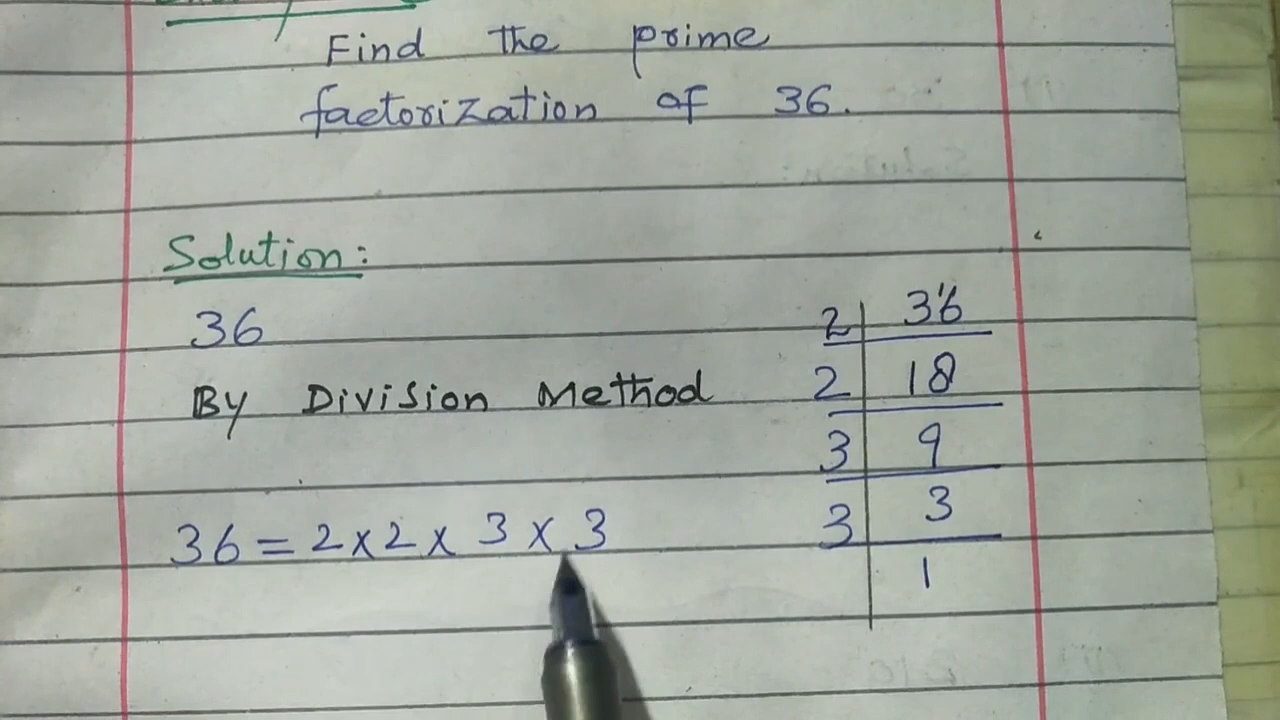 Find the prime
factorization of 36.
Solution:
36
By Division Method
36 = 2 x 2 x 3 x 3
2 | 36
2 | 18
3 | 9
3 | 3
1